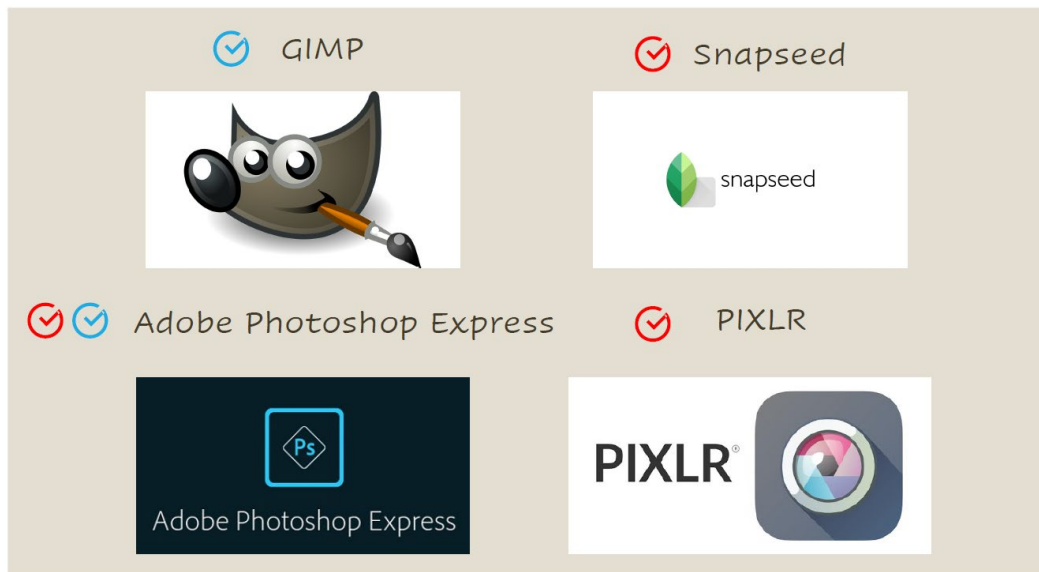 GIMP
Snapseed
snapseed
Adobe Photoshop Express
PIXLR
Ps
Adobe Photoshop Express
PIXLR®